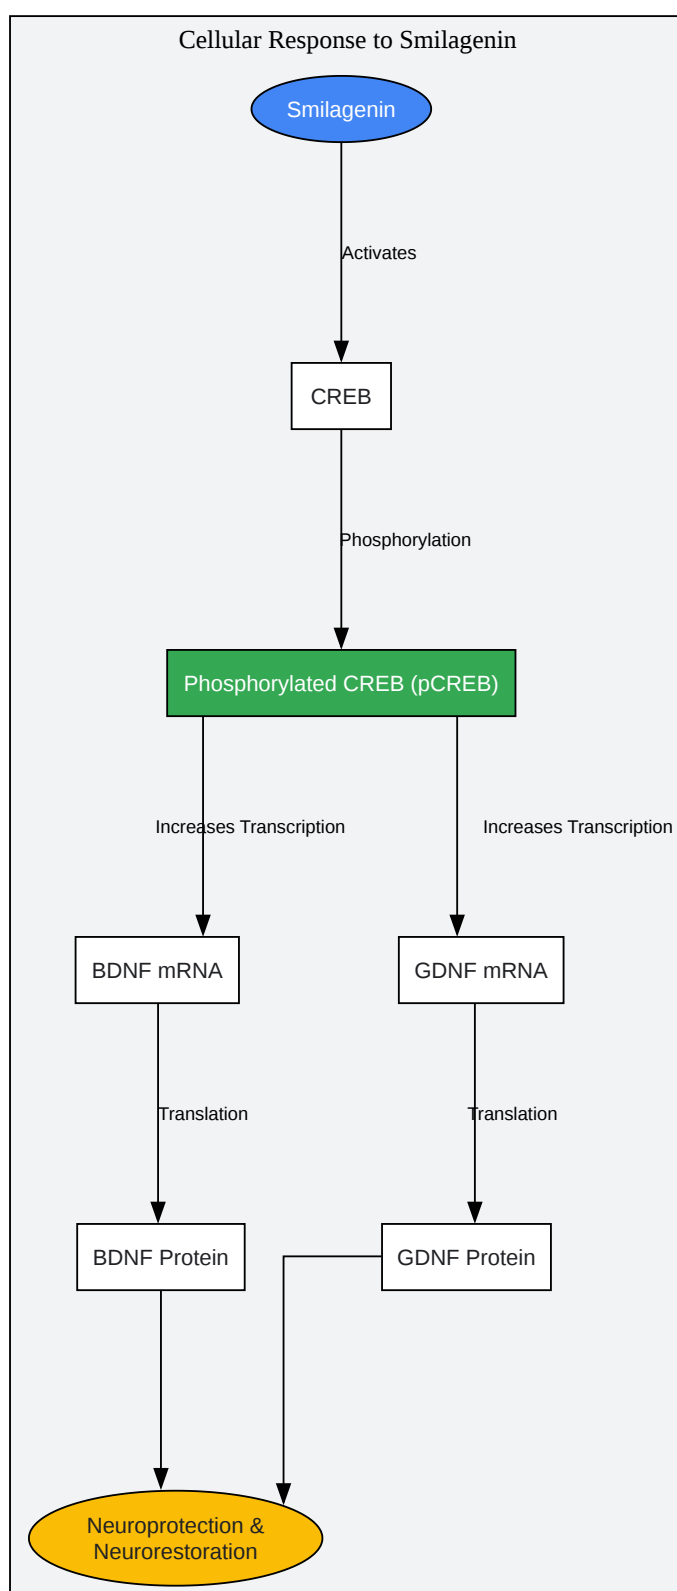 Cellular Response to Smilagenin
Smilagenin
Activates
CREB
Phosphorylation
Phosphorylated CREB (pCREB)
Increases Transcription
Increases Transcription
BDNF mRNA
GDNF mRNA
Translation
Translation
BDNF Protein
GDNF Protein
Neuroprotection &
Neurorestoration